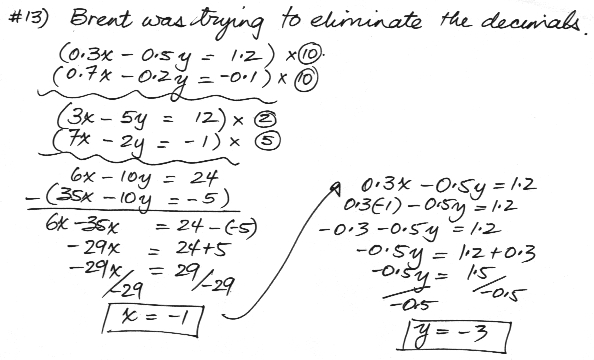 #13) Brent was trying to eliminate the decimals.
(0.3x - 0.5y = 1.2) x 10.
(0.7x - 0.2y = -0.1) x 10
(3x - 5y = 12) x 2
(7x - 2y = -1) x 5
6x - 10y = 24
-(35x - 10y = -5)
6x - 35x = 24 - (-5)
-29x = 24 + 5
-29x = 29
/-29 /-29
x = -1
0.3x - 0.5y = 1.2
0.3(-1) - 0.5y = 1.2
-0.3 - 0.5y = 1.2
-0.5y = 1.2 + 0.3
-0.5y = 1.5
/-0.5 /-0.5
y = -3